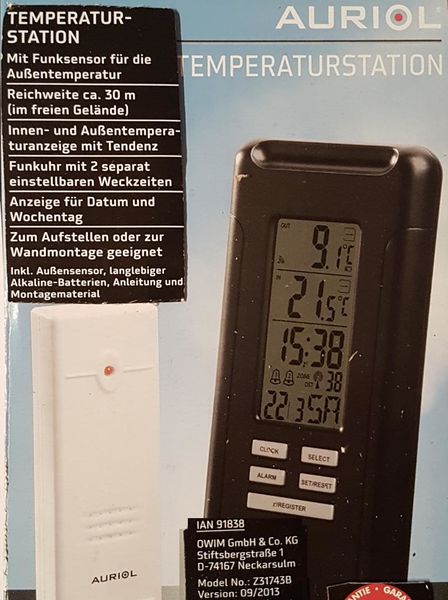 TEMPERATUR-
STATION
Mit Funksensor für die
Außentemperatur
Reichweite ca. 30 m
(im freien Gelände)
Innen- und Außentempera-
turanzeige mit Tendenz
Funkuhr mit 2 separat
einstellbaren Weckzeiten
Anzeige für Datum und
Wochentag
Zum Aufstellen oder zur
Wandmontage geeignet
Inkl. Außensensor, langlebiger
Alkaline-Batterien, Anleitung und
Montagematerial
AURIOL
TEMPERATURSTATION
OUT
9.1°C
IN
21.5°C
15:38
ZONE
DST
38
22 3 SA
CLOCK
SELECT
ALARM
SET/RESET
REGISTER
AURIOL
IAN 91838
OWIM GmbH & Co. KG
Stiftsbergstraße 1
D-74167 Neckarsulm
Model No.: Z31743B
Version: 09/2013